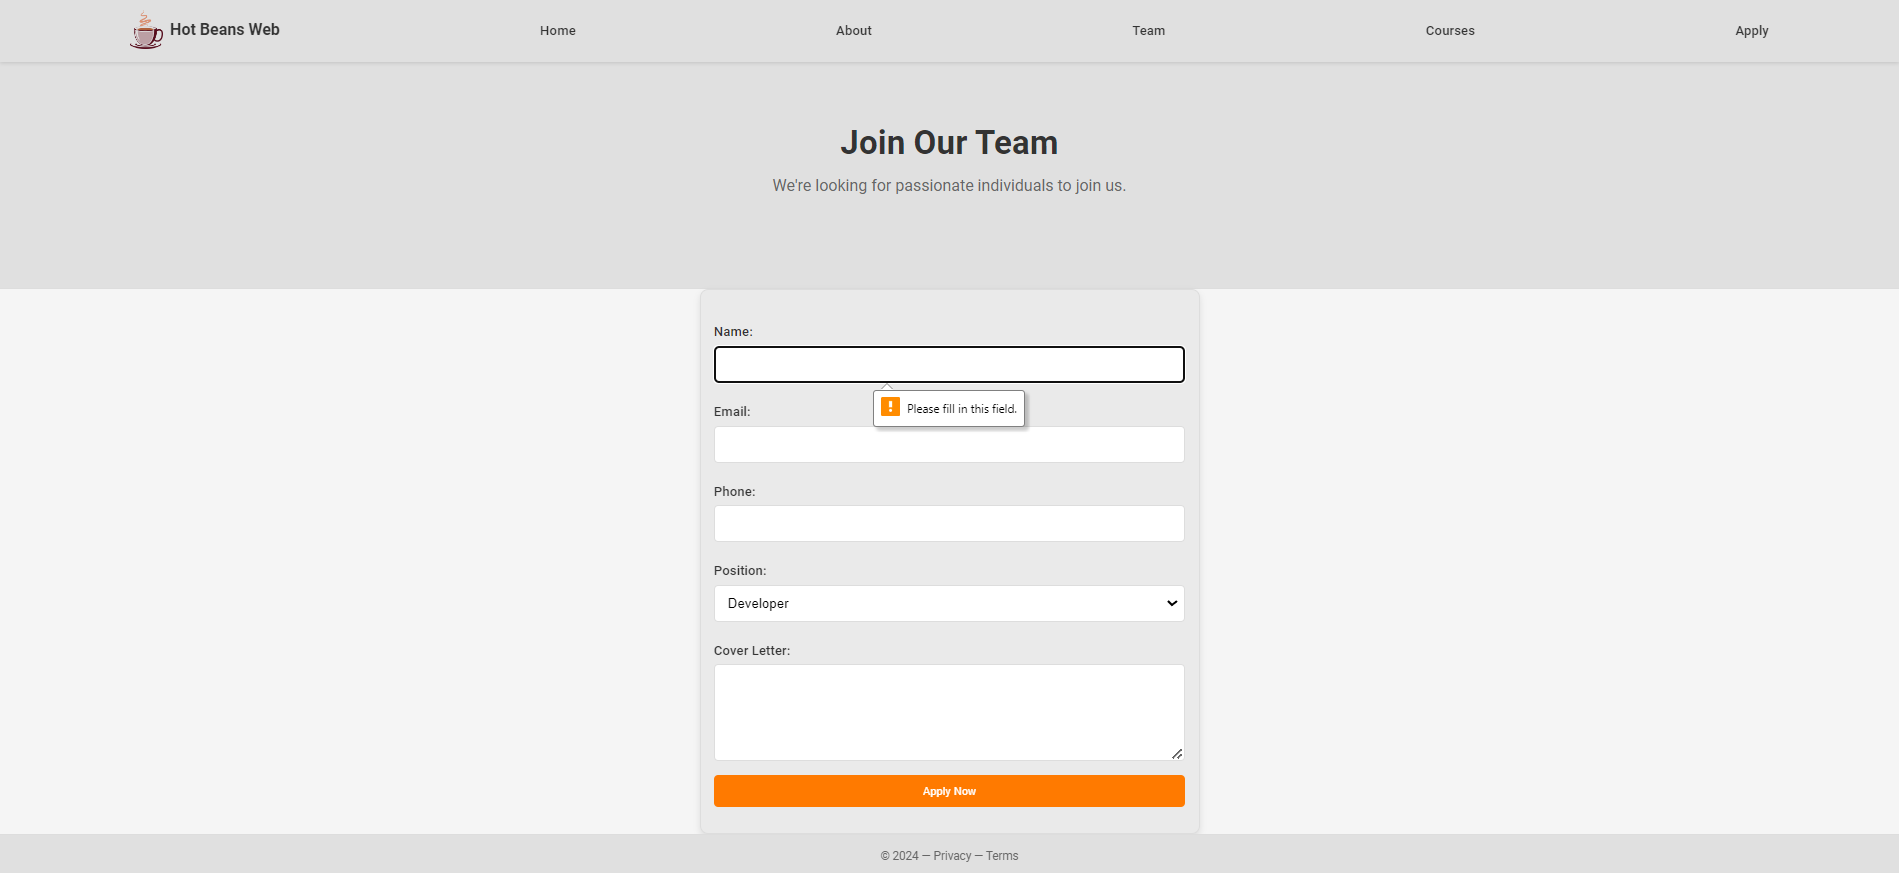 Hot Beans Web
Home
About
Team
Courses
Apply
Join Our Team
We're looking for passionate individuals to join us.
Name:
! Please fill in this field.
Email:
Phone:
Position:
Developer
Cover Letter:
Apply Now
© 2024 — Privacy — Terms